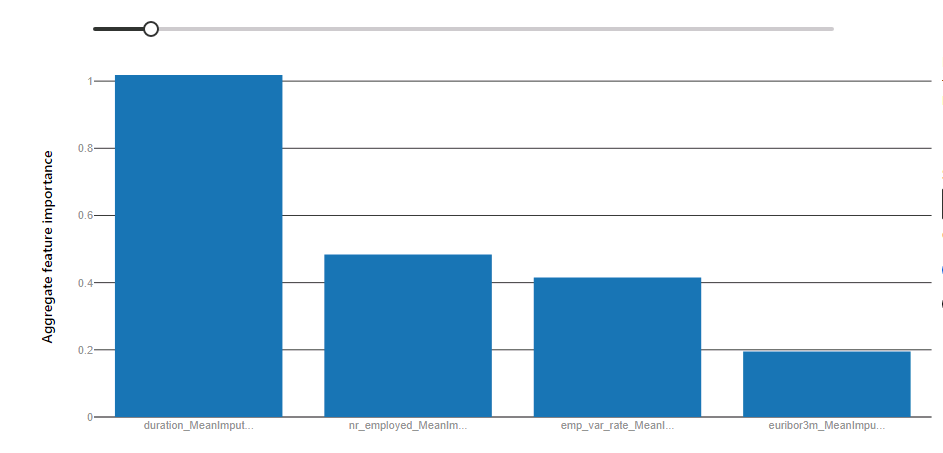 Aggregate feature importance
1
0.8
0.6
0.4
0.2
0
duration_MeanImput...
nr_employed_MeanIm...
emp_var_rate_MeanI...
euribor3m_MeanImpu...